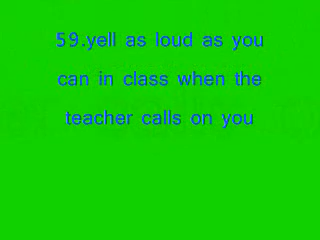 59.yell as loud as you
can in class when the
teacher calls on you